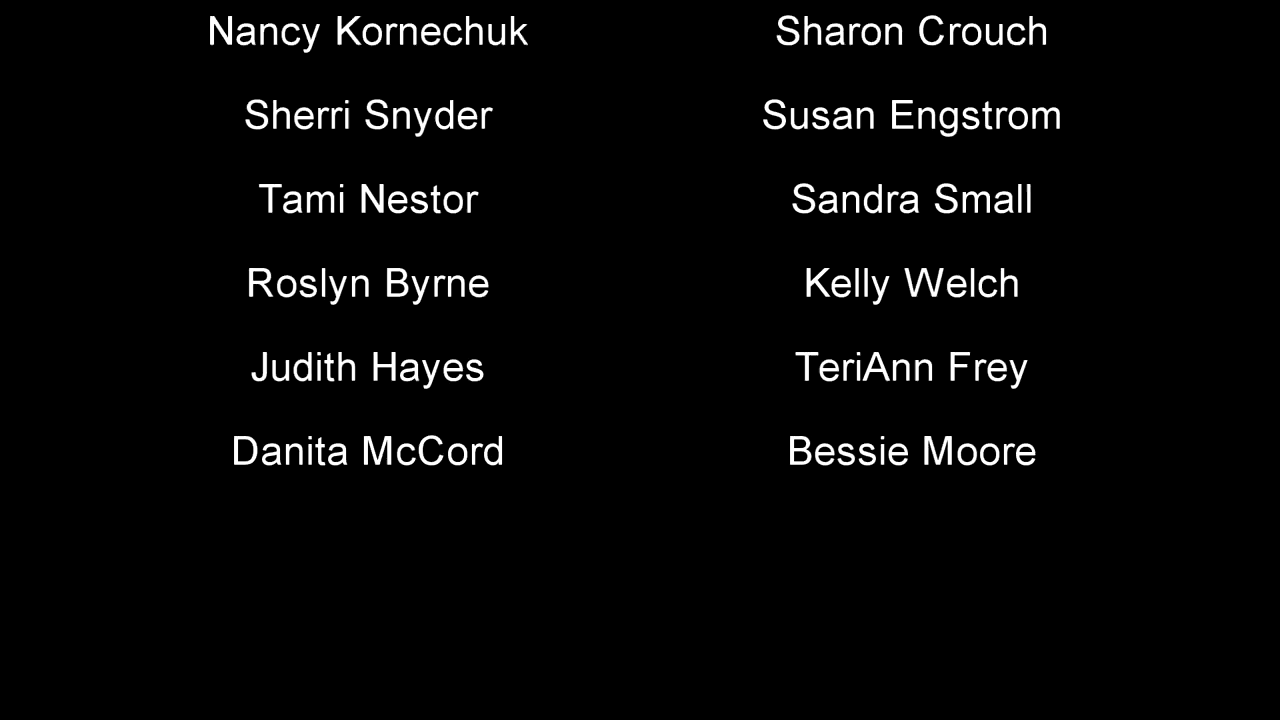 Nancy Kornechuk Sharon Crouch
Sherri Snyder Susan Engstrom
Tami Nestor Sandra Small
Roslyn Byrne Kelly Welch
Judith Hayes TeriAnn Frey
Danita McCord Bessie Moore